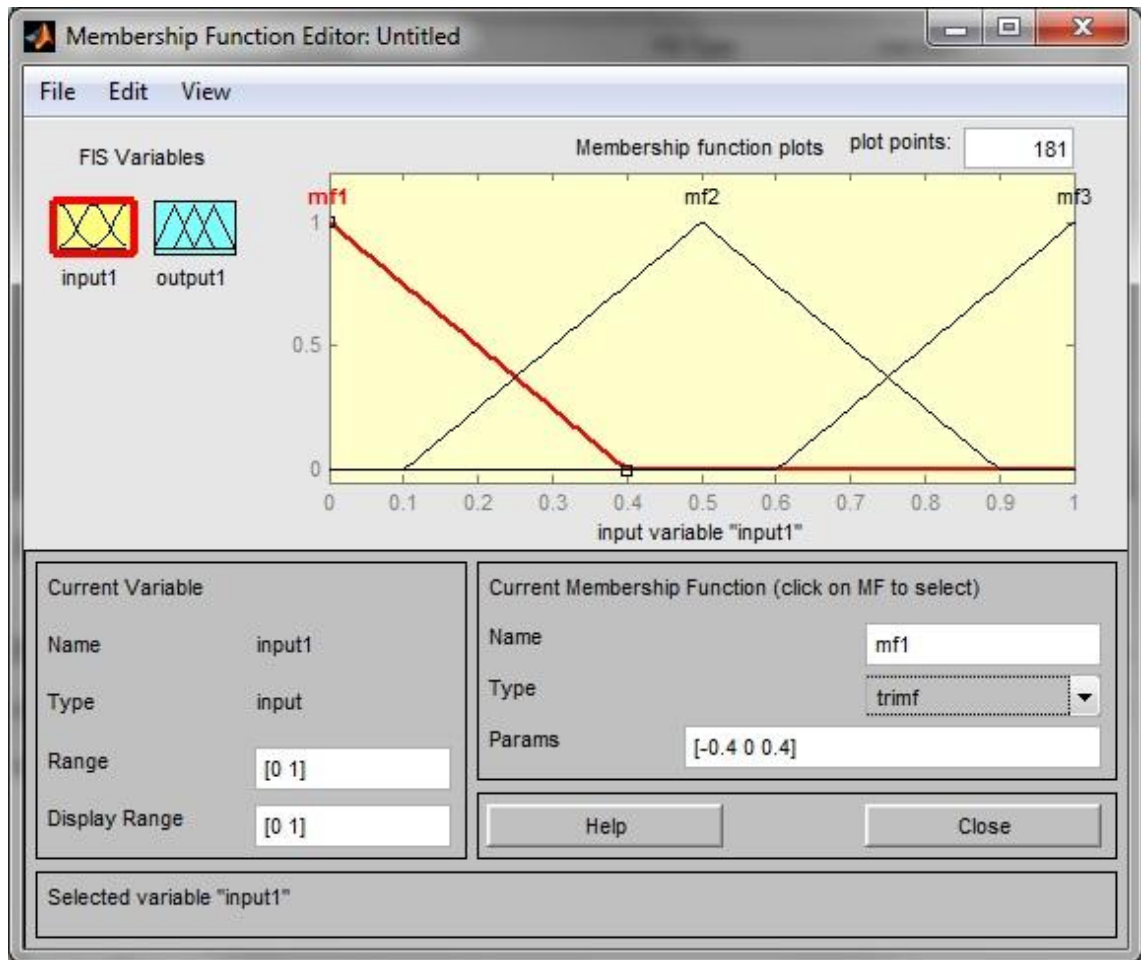 Membership Function Editor: Untitled
File Edit View
FIS Variables
Membership function plots plot points: 181
input1 output1
mf1 mf2 mf3
1
0.5
0
0 0.1 0.2 0.3 0.4 0.5 0.6 0.7 0.8 0.9 1
input variable "input1"
Current Variable
Name input1
Type input
Range [0 1]
Display Range [0 1]
Current Membership Function (click on MF to select)
Name mf1
Type trimf
Params [-0.4 0 0.4]
Help Close
Selected variable "input1"